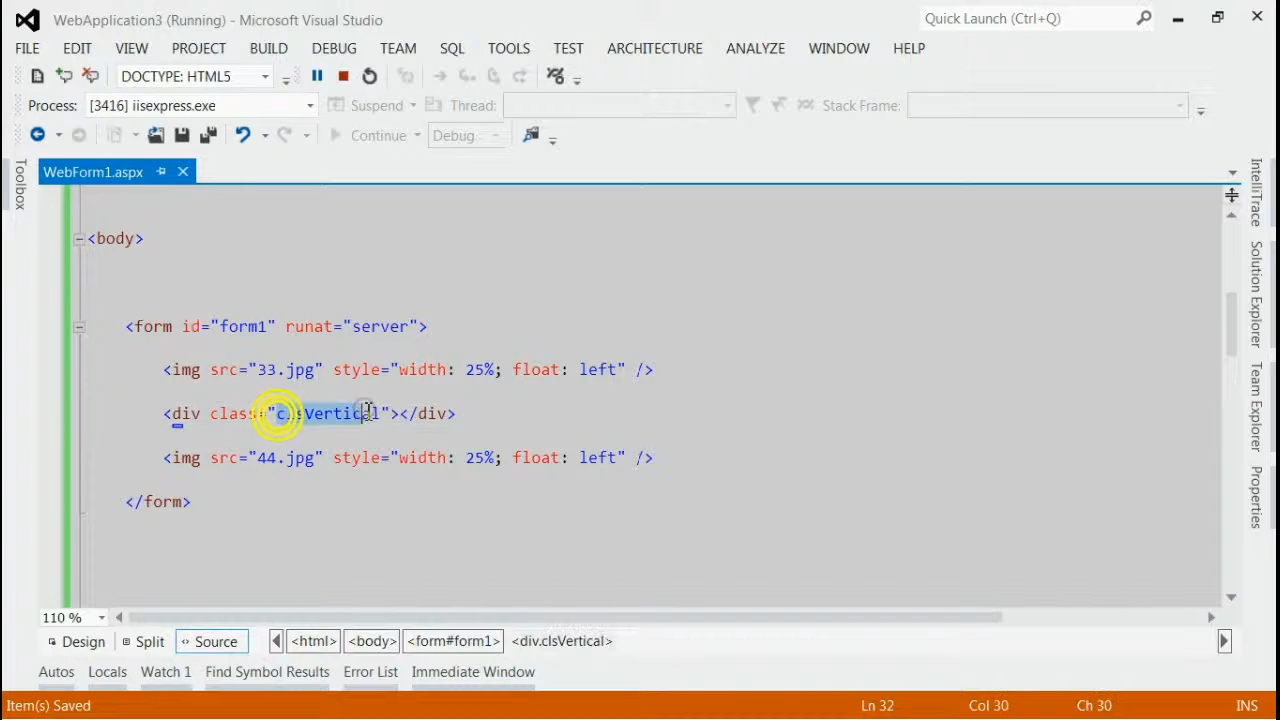 WebApplication3 (Running) - Microsoft Visual Studio
Quick Launch (Ctrl+Q)
FILE EDIT VIEW PROJECT BUILD DEBUG TEAM SQL TOOLS TEST ARCHITECTURE ANALYZE WINDOW HELP
DOCTYPE: HTML5
Process: [3416] iisexpress.exe Suspend Thread: Stack Frame:
Continue Debug
Toolbox
WebForm1.aspx
IntelliTrace
Solution Explorer
Team Explorer
Properties
<body>
<form id="form1" runat="server">
<img src="33.jpg" style="width: 25%; float: left" />
<div class="clsVertical"></div>
<img src="44.jpg" style="width: 25%; float: left" />
</form>
110 %
Design Split Source <html> <body> <form#form1> <div.clsVertical>
Autos Locals Watch 1 Find Symbol Results Error List Immediate Window
Item(s) Saved Ln 32 Col 30 Ch 30 INS